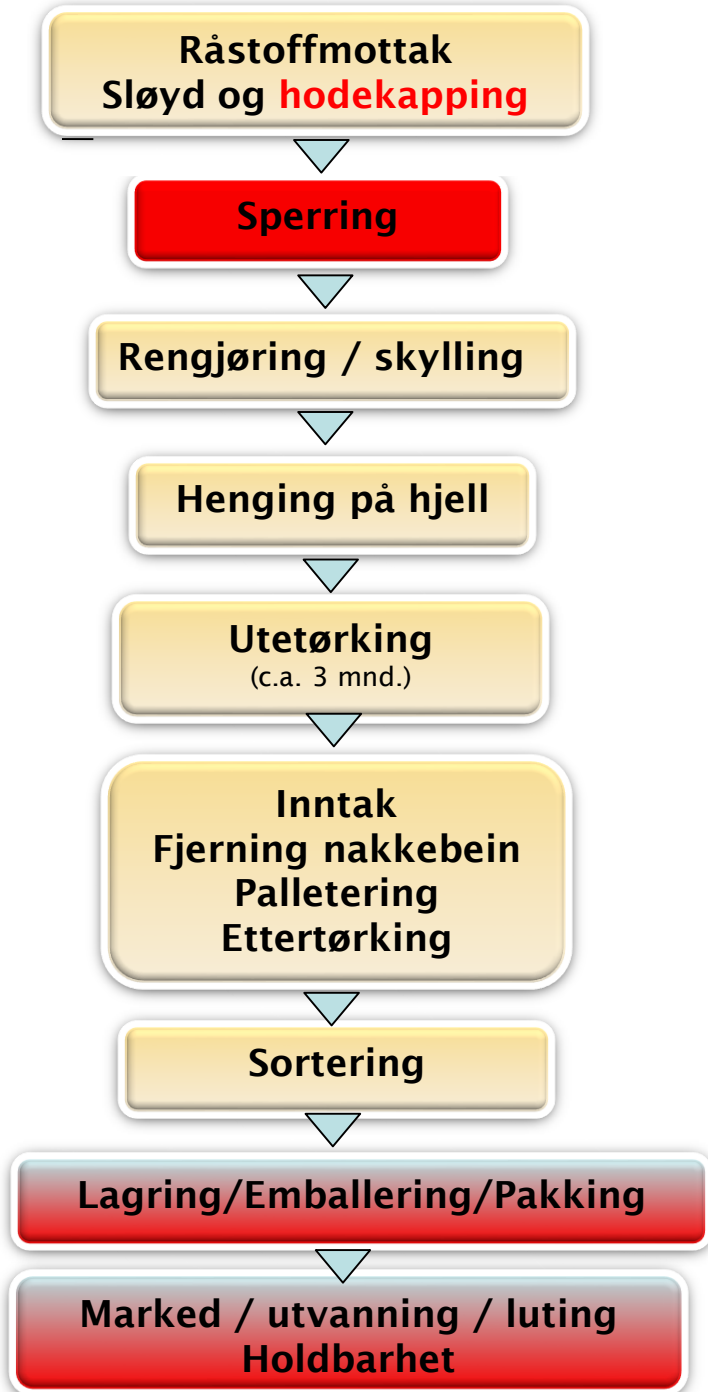 Råstoffmottak
Sløyd og hodekapping
Sperring
Rengjøring / skylling
Henging på hjell
Utetørking
(c.a. 3 mnd.)
Inntak
Fjerning nakkebein
Palletering
Ettertørking
Sortering
Lagring/Emballering/Pakking
Marked / utvanning / luting
Holdbarhet